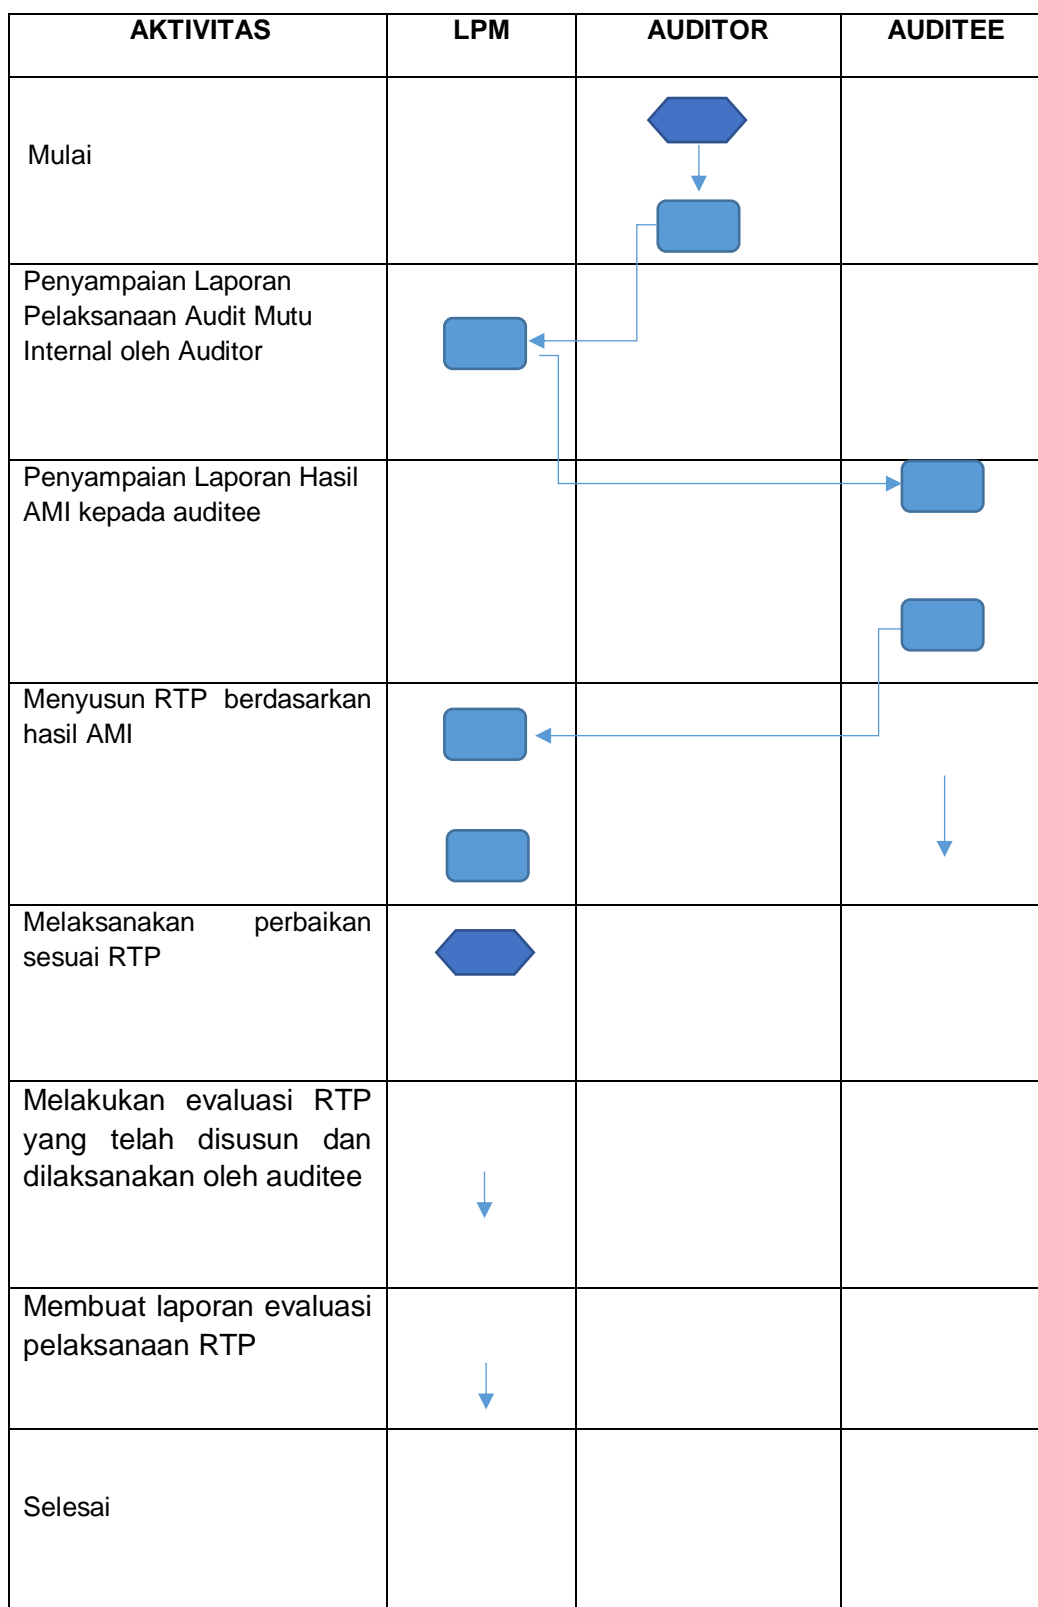 AKTIVITAS LPM AUDITOR AUDITEE
Mulai
Penyampaian Laporan
Pelaksanaan Audit Mutu
Internal oleh Auditor
Penyampaian Laporan Hasil
AMI kepada auditee
Menyusun RTP berdasarkan
hasil AMI
Melaksanakan perbaikan
sesuai RTP
Melakukan evaluasi RTP
yang telah disusun dan
dilaksanakan oleh auditee
Membuat laporan evaluasi
pelaksanaan RTP
Selesai